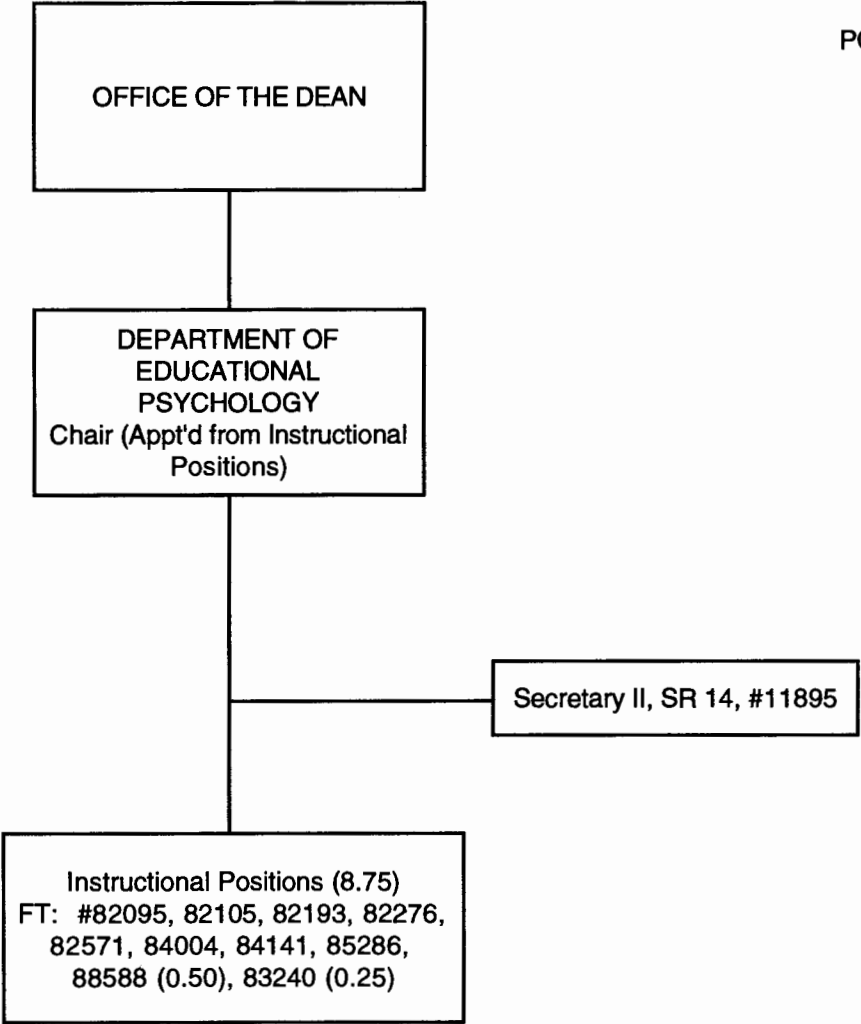 OFFICE OF THE DEAN
DEPARTMENT OF
EDUCATIONAL
PSYCHOLOGY
Chair (Appt'd from Instructional
Positions)
Secretary II, SR 14, #11895
Instructional Positions (8.75)
FT: #82095, 82105, 82193, 82276,
82571, 84004, 84141, 85286,
88588 (0.50), 83240 (0.25)